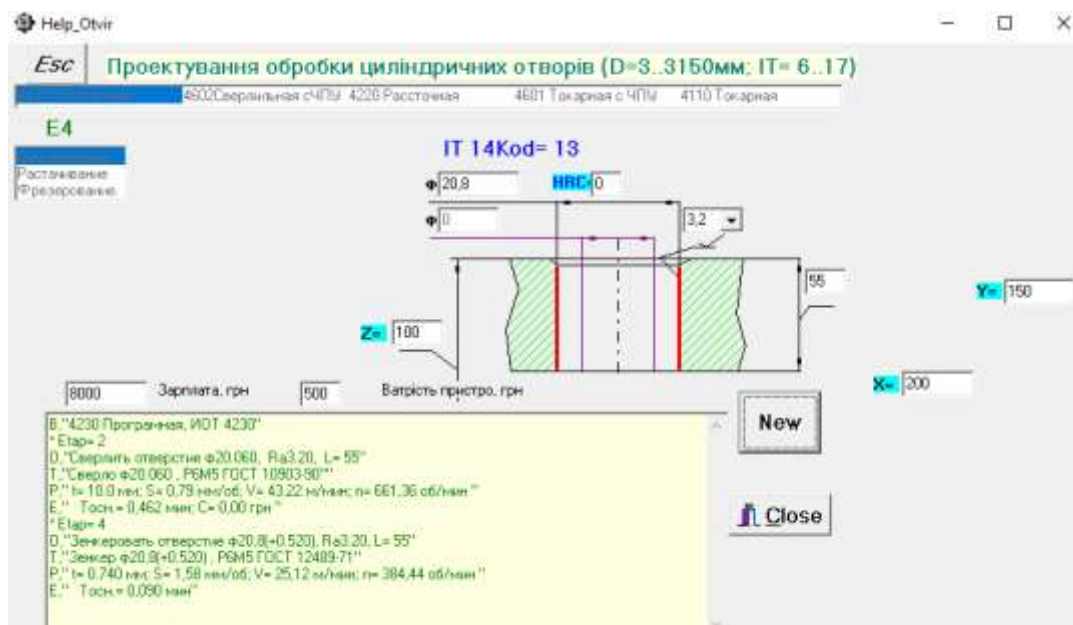 Help_Otvir
Esc
Проектування обробки циліндричних отворів (D=3..3150мм; IT= 6..17)
4602Сверлильная сЧПУ 4220 Рассточная 4601 Токарная с ЧПУ 4110 Токарная
E4
Растачивание
Фрезерование
IT 14Kod= 13
Ф 20,8 HRC= 0
Ф 0
3,2
55
Y= 150
Z= 100
X= 200
8000 Зарплата, грн 500 Ватрість пристро, грн
New
Close
B,"4230 Программная, ИОТ 4230"
* Etap= 2
O,"Сверлить отверстие ф20.060, Ra3.20, L= 55"
T,"Сверло ф20.060 , Р6М5 ГОСТ 10903-90""
P," t= 10.0 мм; S= 0,79 мм/об; V= 43,22 м/мин; n= 661,36 об/мин "
E," Тосн.= 0,462 мин; С= 0,00 грн "
* Etap= 4
O,"Зенкеровать отверстие ф20,8(+0.520), Ra3.20, L= 55"
T,"Зенкер ф20,8(+0.520) , Р6М5 ГОСТ 12489-71"
P," t= 0.740 мм; S= 1,58 мм/об; V= 25,12 м/мин; n= 384,44 об/мин "
E," Тосн.= 0,090 мин"